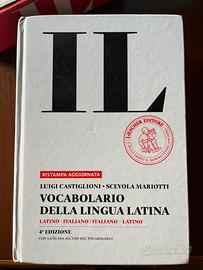 IL
LOESCHER EDITORE
RISTAMPA AGGIORNATA
LUIGI CASTIGLIONI • SCEVOLA MARIOTTI
VOCABOLARIO
DELLA LINGUA LATINA
LATINO • ITALIANO / ITALIANO • LATINO
4ª EDIZIONE
CON LA GUIDA ALL'USO DEL VOCABOLARIO
subito